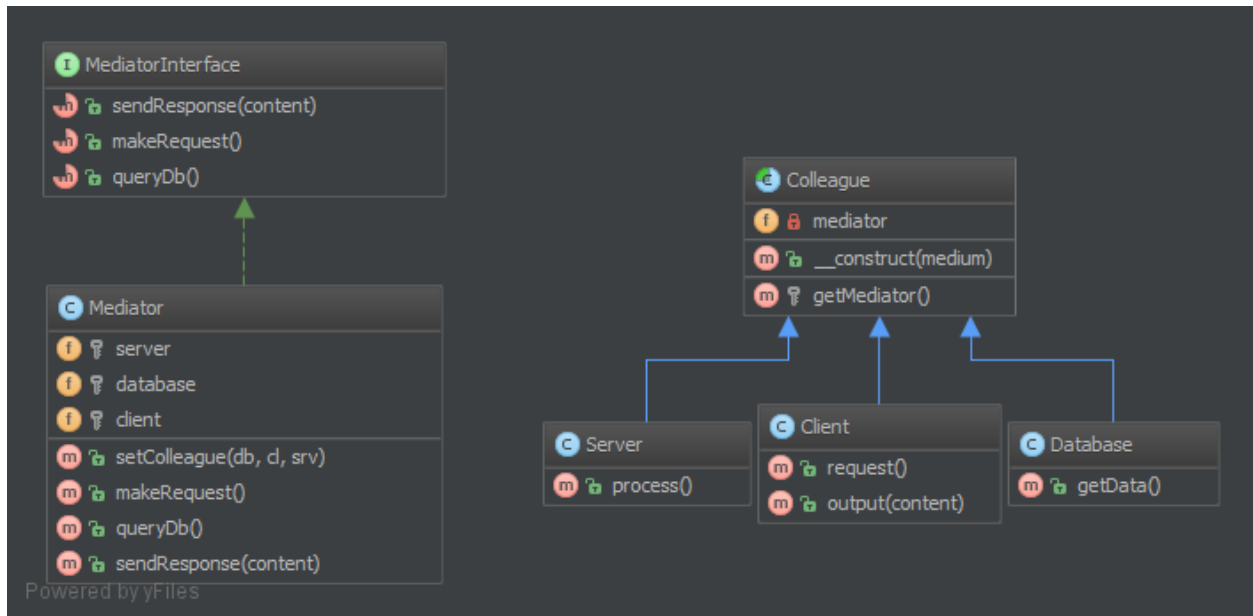 MediatorInterface
sendResponse(content)
makeRequest()
queryDb()
Mediator
server
database
client
setColleague(db, cl, srv)
makeRequest()
queryDb()
sendResponse(content)
Colleague
mediator
__construct(medium)
getMediator()
Server
process()
Client
request()
output(content)
Database
getData()
Powered by yFiles